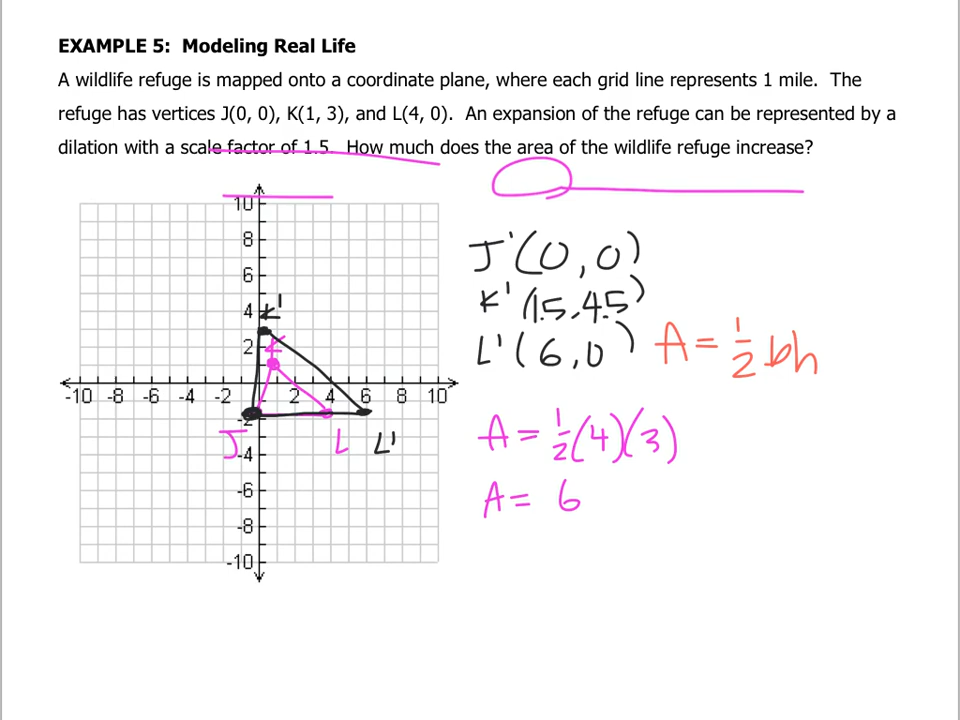 EXAMPLE 5: Modeling Real Life
A wildlife refuge is mapped onto a coordinate plane, where each grid line represents 1 mile. The
refuge has vertices J(0, 0), K(1, 3), and L(4, 0). An expansion of the refuge can be represented by a
dilation with a scale factor of 1.5. How much does the area of the wildlife refuge increase?
10
8
6
4 K'
2 K
-10 -8 -6 -4 -2 2 4 6 8 10
-2
J L L'
-4
-6
-8
-10
J'(0,0)
K'(1.5,4.5)
L'(6,0) A = 1/2 bh
A = 1/2(4)(3)
A = 6